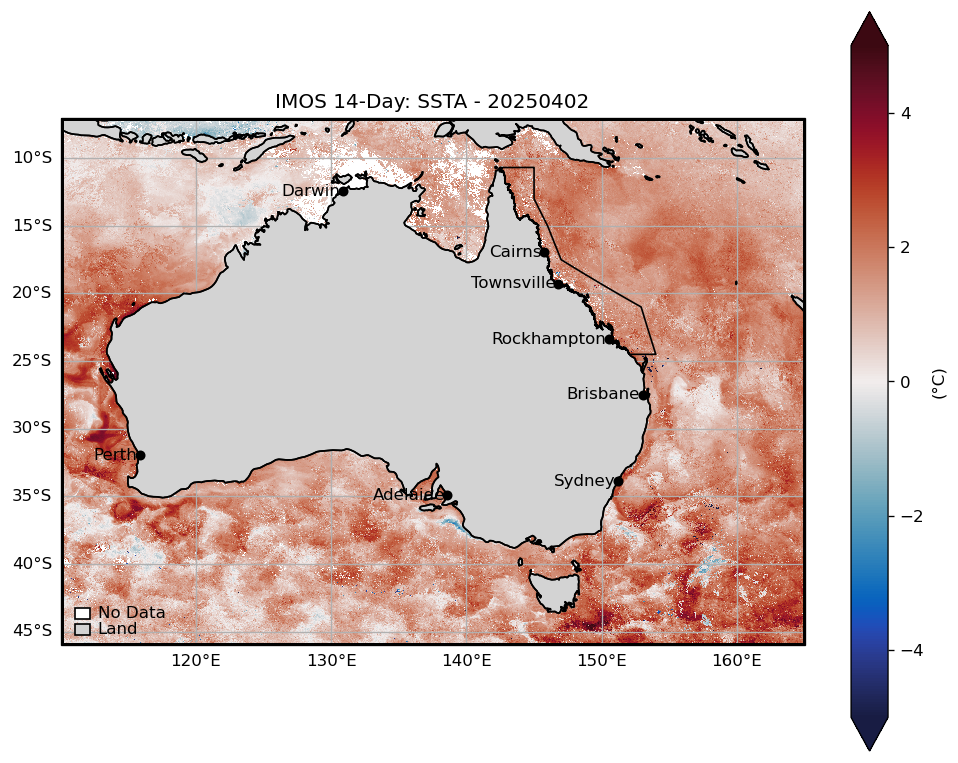 IMOS 14-Day: SSTA - 20250402
10°S
15°S
20°S
25°S
30°S
35°S
40°S
45°S
120°E
130°E
140°E
150°E
160°E
Darwin
Cairns
Townsville
Rockhampton
Brisbane
Perth
Sydney
Adelaide
No Data
Land
4
2
0
−2
−4
(°C)